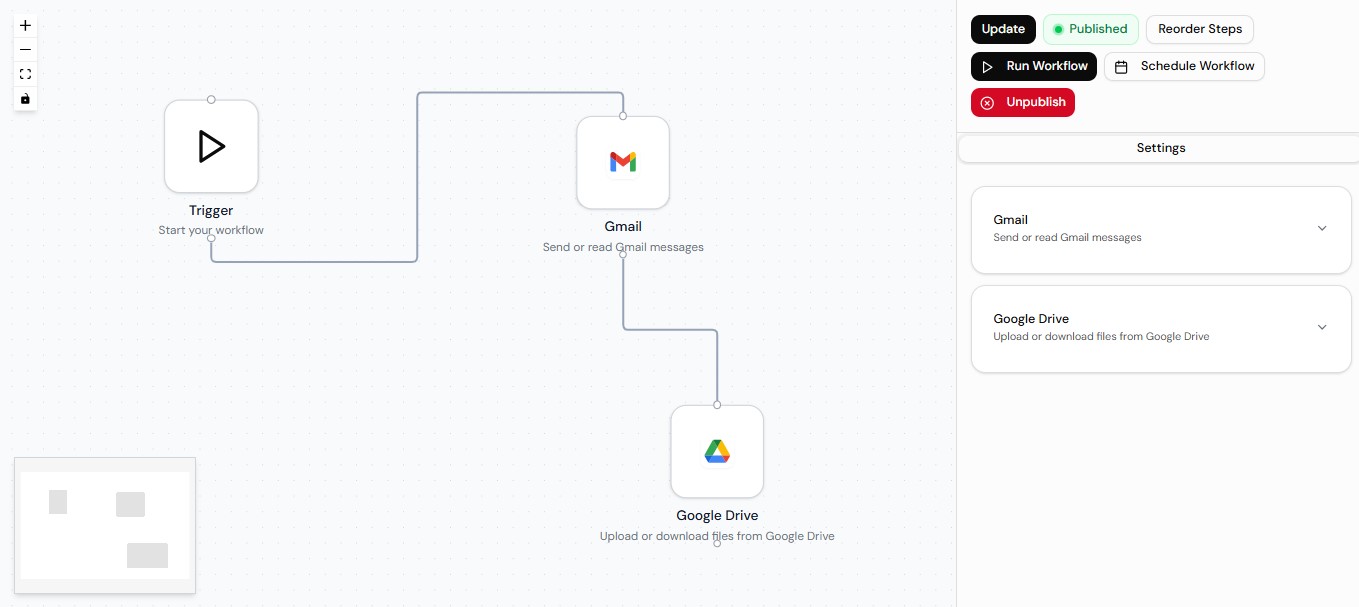 Trigger
Start your workflow
Gmail
Send or read Gmail messages
Google Drive
Upload or download files from Google Drive
Update
Published
Reorder Steps
Run Workflow
Schedule Workflow
Unpublish
Settings
Gmail
Send or read Gmail messages
Google Drive
Upload or download files from Google Drive